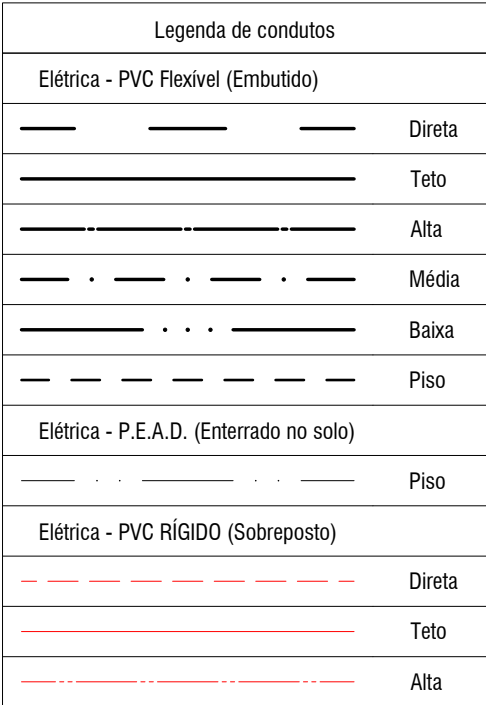 Legenda de condutos
Elétrica - PVC Flexível (Embutido)
Direta
Teto
Alta
Média
Baixa
Piso
Elétrica - P.E.A.D. (Enterrado no solo)
Piso
Elétrica - PVC RÍGIDO (Sobreposto)
Direta
Teto
Alta